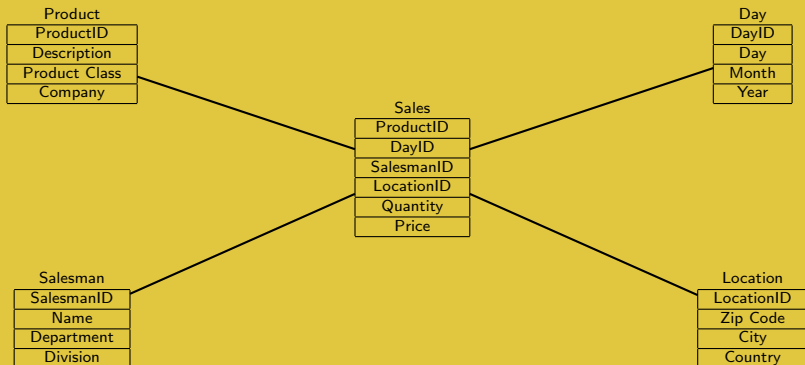 Product
ProductID
Description
Product Class
Company
Day
DayID
Day
Month
Year
Sales
ProductID
DayID
SalesmanID
LocationID
Quantity
Price
Salesman
SalesmanID
Name
Department
Division
Location
LocationID
Zip Code
City
Country